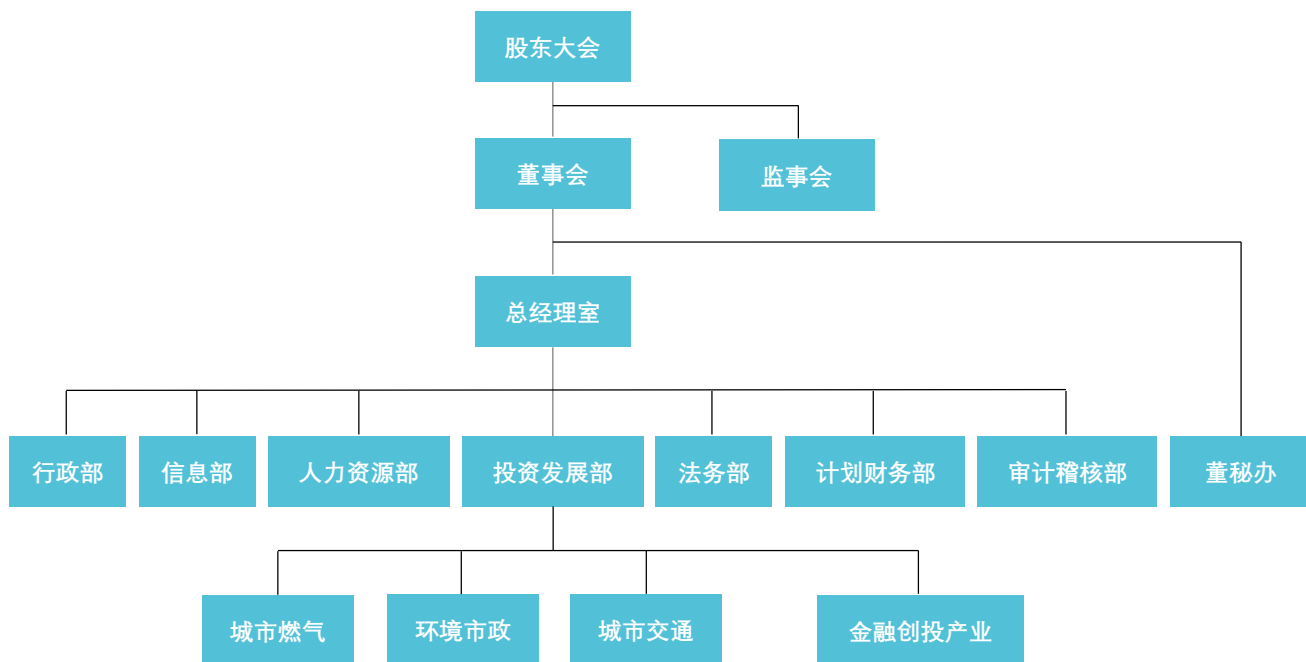 股东大会
董事会
监事会
总经理室
行政部
信息部
人力资源部
投资发展部
法务部
计划财务部
审计稽核部
董秘办
城市燃气
环境市政
城市交通
金融创投产业